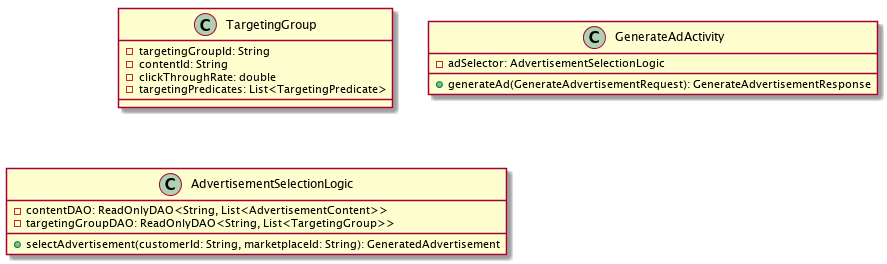 C TargetingGroup
targetingGroupId: String
contentId: String
clickThroughRate: double
targetingPredicates: List<TargetingPredicate>
C GenerateAdActivity
adSelector: AdvertisementSelectionLogic
generateAd(GenerateAdvertisementRequest): GenerateAdvertisementResponse
C AdvertisementSelectionLogic
contentDAO: ReadOnlyDAO<String, List<AdvertisementContent>>
targetingGroupDAO: ReadOnlyDAO<String, List<TargetingGroup>>
selectAdvertisement(customerId: String, marketplaceId: String): GeneratedAdvertisement